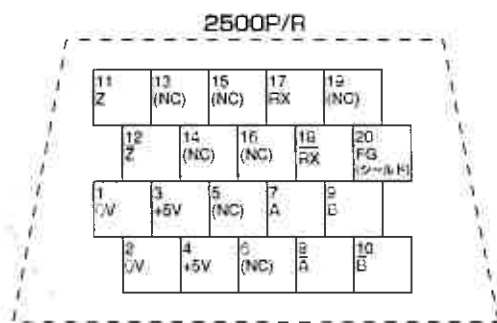 2500P/R
11 13 15 17 19
Z (NC) (NC) RX (NC)
12 14 16 18 20
Z̅ (NC) (NC) R̅X̅ FG
(シールド)
1 3 5 7 9
0V +5V (NC) A B
2 4 6 8 10
0V +5V (NC) A̅ B̅